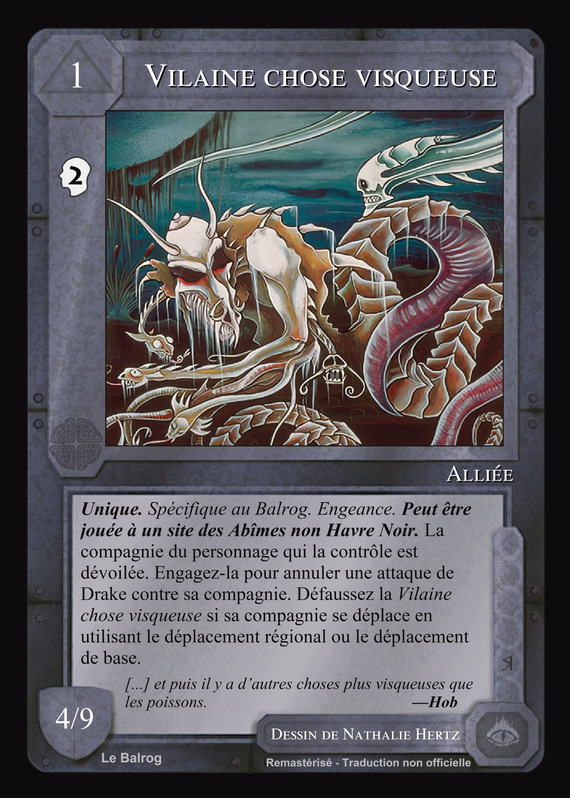 1
VILAINE CHOSE VISQUEUSE
2
ALLIÉE
Unique. Spécifique au Balrog. Engeance. Peut être
jouée à un site des Abîmes non Havre Noir. La
compagnie du personnage qui la contrôle est
dévoilée. Engagez-la pour annuler une attaque de
Drake contre sa compagnie. Défaussez la Vilaine
chose visqueuse si sa compagnie se déplace en
utilisant le déplacement régional ou le déplacement
de base.
[...] et puis il y a d'autres choses plus visqueuses que
les poissons. —Hob
4/9
DESSIN DE NATHALIE HERTZ
Le Balrog
Remastérisé - Traduction non officielle